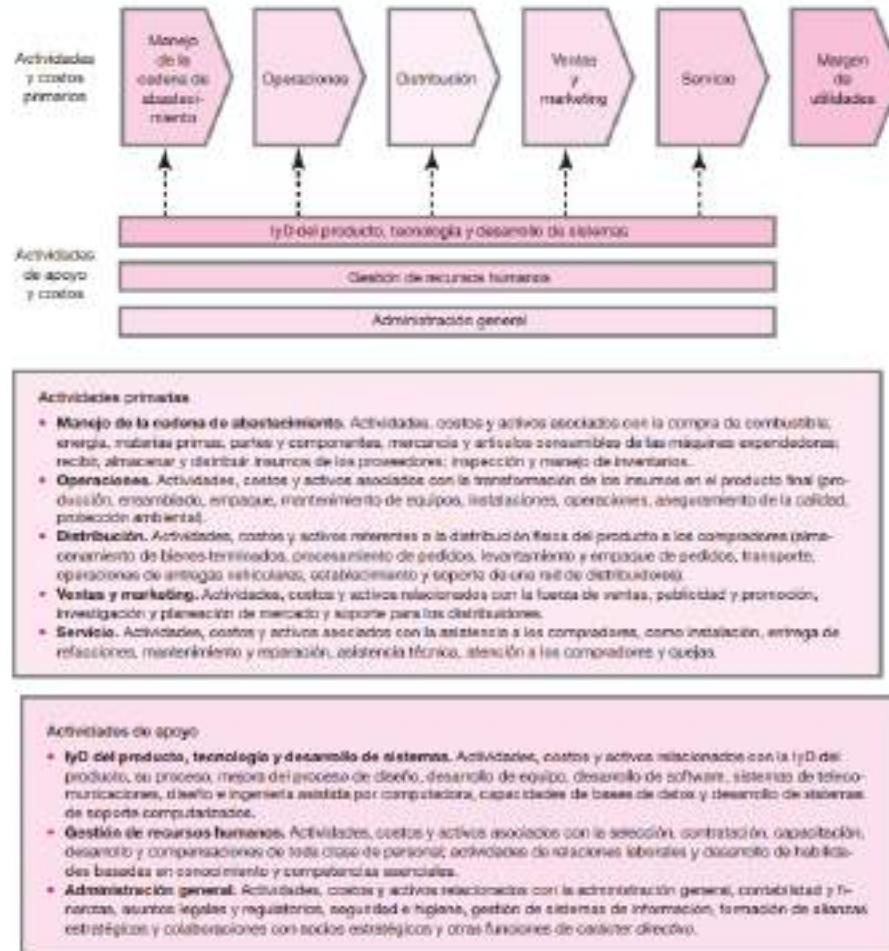 Actividades
y costos
primarios
Manejo
de la
cadena de
abasteci-
miento
Operaciones
Distribución
Ventas
y
marketing
Servicio
Margen
de
utilidades
Actividades
de apoyo
y costos
IyD del producto, tecnología y desarrollo de sistemas
Gestión de recursos humanos
Administración general
Actividades primarias
• Manejo de la cadena de abastecimiento. Actividades, costos y activos asociados con la compra de combustible,
energía, materias primas, partes y componentes, mercancía y artículos consumibles de las máquinas expendedoras;
recibir, almacenar y distribuir insumos de los proveedores; inspección y manejo de inventarios.
• Operaciones. Actividades, costos y activos asociados con la transformación de los insumos en el producto final (pro-
ducción, ensamblado, empaque, mantenimiento de equipos, instalaciones, operaciones, aseguramiento de la calidad,
protección ambiental).
• Distribución. Actividades, costos y activos referentes a la distribución física del producto a los compradores (alma-
cenamiento de bienes terminados, procesamiento de pedidos, levantamiento y empaque de pedidos, transporte,
operaciones de entregas vehiculares, establecimiento y soporte de una red de distribuidores).
• Ventas y marketing. Actividades, costos y activos relacionados con la fuerza de ventas, publicidad y promoción,
investigación y planeación de mercado y soporte para los distribuidores.
• Servicio. Actividades, costos y activos asociados con la asistencia a los compradores, como instalación, entrega de
refacciones, mantenimiento y reparación, asistencia técnica, atención a los compradores y quejas.
Actividades de apoyo
• IyD del producto, tecnología y desarrollo de sistemas. Actividades, costos y activos relacionados con la IyD del
producto, su proceso, mejora del proceso de diseño, desarrollo de equipo, desarrollo de software, sistemas de teleco-
municaciones, diseño e ingeniería asistida por computadora, capacidades de bases de datos y desarrollo de sistemas
de soporte computarizados.
• Gestión de recursos humanos. Actividades, costos y activos asociados con la selección, contratación, capacitación,
desarrollo y compensaciones de toda clase de personal; actividades de relaciones laborales y desarrollo de habilida-
des basadas en conocimiento y competencias esenciales.
• Administración general. Actividades, costos y activos relacionados con la administración general, contabilidad y fi-
nanzas, asuntos legales y regulatorios, seguridad e higiene, gestión de sistemas de información, formación de alianzas
estratégicas y colaboraciones con socios estratégicos y otras funciones de carácter directivo.